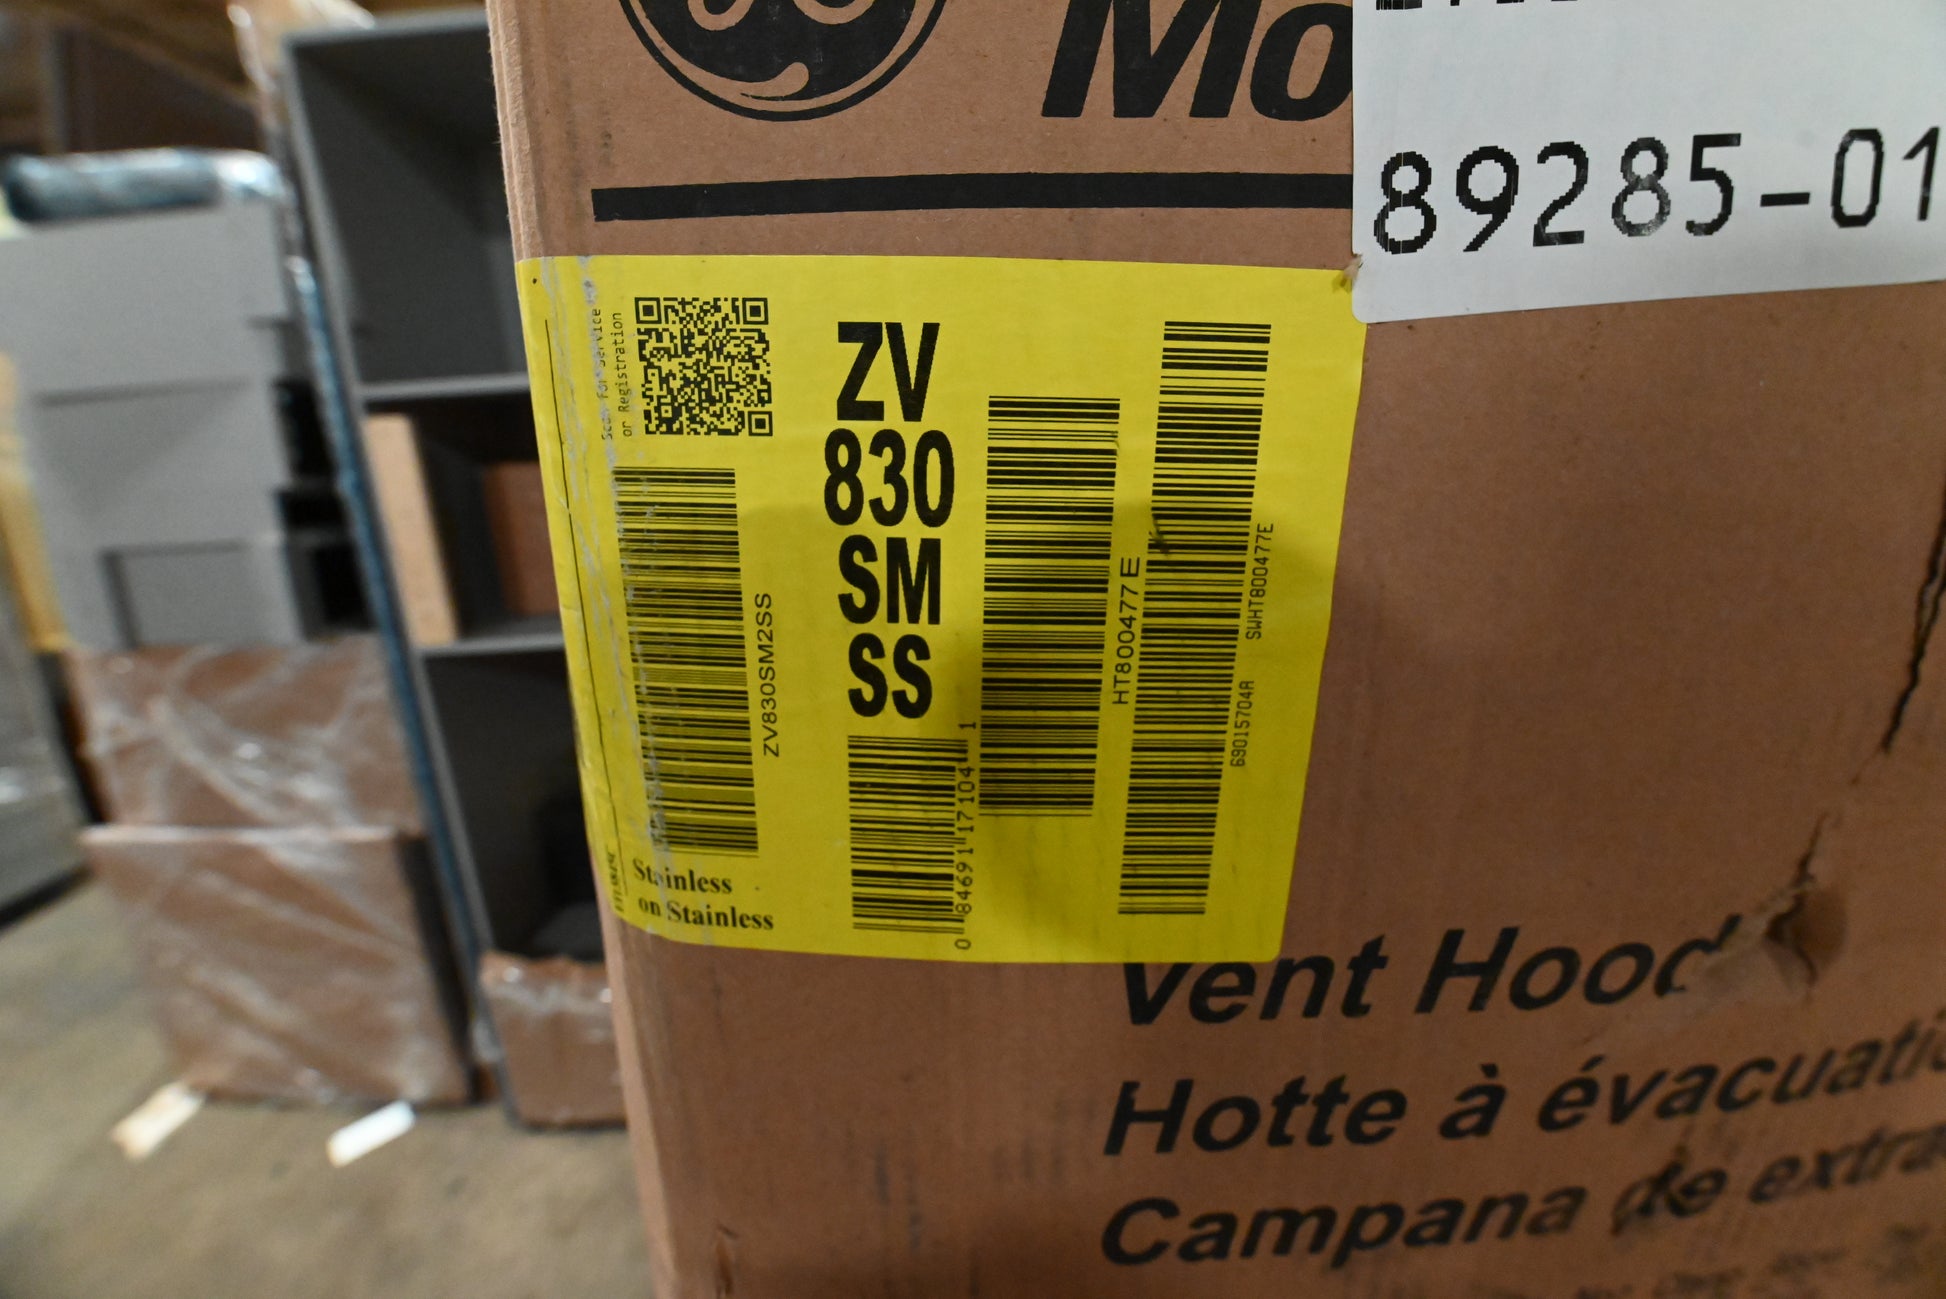 Mo
89285-01
Scan for Service
or Registration
ZV
830
SM
SS
ZV830SM2SS
HT800477E
SWHT800477E
69015704A
0 84691 17104 1
Stainless
on Stainless
Vent Hood
Hotte à évacuati
Campana de extra